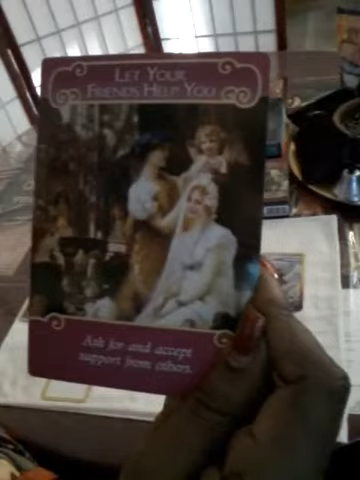 LET YOUR
FRIENDS HELP YOU
Ask for and accept
support from others.